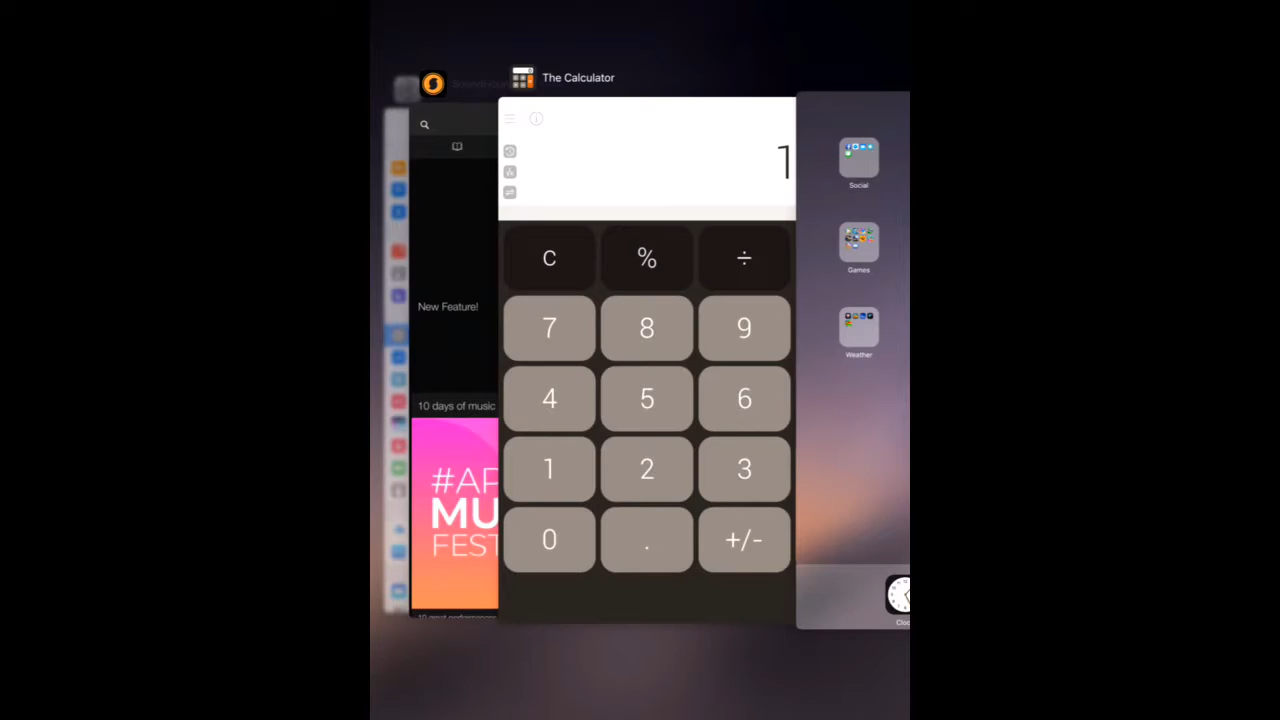 The Calculator
1
C % ÷
7 8 9
4 5 6
1 2 3
0 . +/-
New Feature!
10 days of music
#AP
MU
FEST
Social
Games
Weather